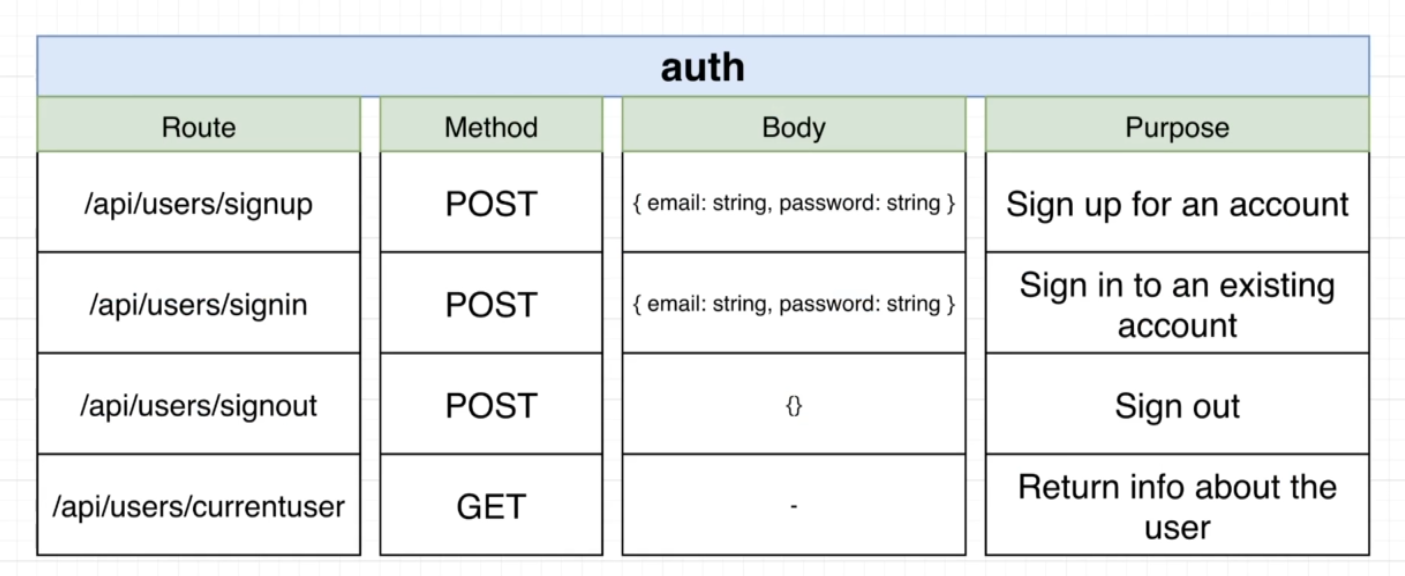 auth
Route Method Body Purpose
/api/users/signup POST { email: string, password: string } Sign up for an account
/api/users/signin POST { email: string, password: string } Sign in to an existing
account
/api/users/signout POST {} Sign out
/api/users/currentuser GET - Return info about the
user